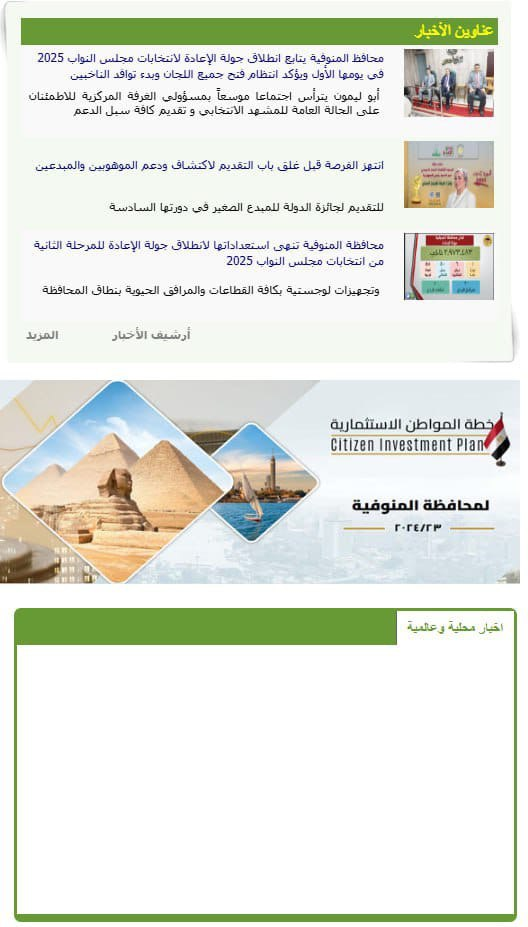 عناوين الأخبار
محافظ المنوفية يتابع انطلاق جولة الإعادة لانتخابات مجلس النواب 2025
في يومها الأول ويؤكد انتظام فتح جميع اللجان وبدء توافد الناخبين
أبو ليمون يترأس اجتماعا موسعاً بمسؤولي الغرفة المركزية للاطمئنان
على الحالة العامة للمشهد الانتخابي و تقديم كافة سبل الدعم
انتهز الفرصة قبل غلق باب التقديم لاكتشاف ودعم الموهوبين والمبدعين
للتقديم لجائزة الدولة للمبدع الصغير في دورتها السادسة
محافظة المنوفية تنهى استعداداتها لانطلاق جولة الإعادة للمرحلة الثانية
من انتخابات مجلس النواب 2025
وتجهيزات لوجستية بكافة القطاعات والمرافق الحيوية بنطاق المحافظة
أرشيف الأخبار
المزيد
خطة المواطن الاستثمارية
Citizen Investment Plan
لمحافظة المنوفية
٢٠٢٤/٢٣
اخبار محلية وعالمية